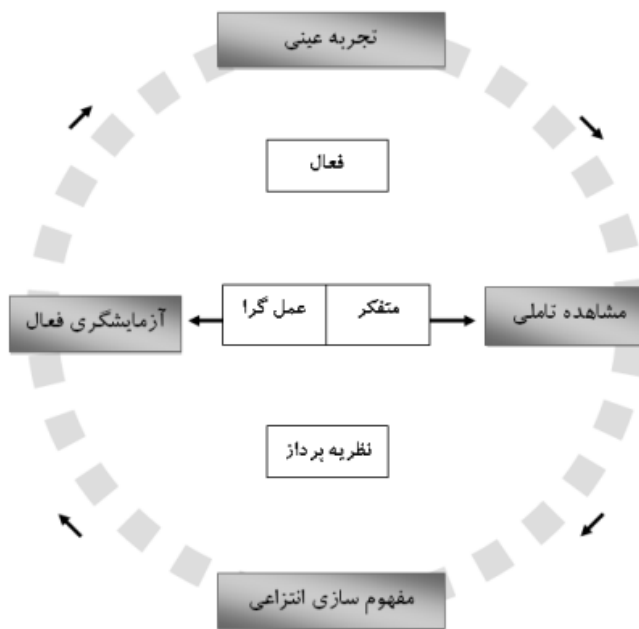 تجربه عینی
فعال
مشاهده تاملی
متفکر
عمل گرا
آزمایشگری فعال
نظریه پرداز
مفهوم سازی انتزاعی